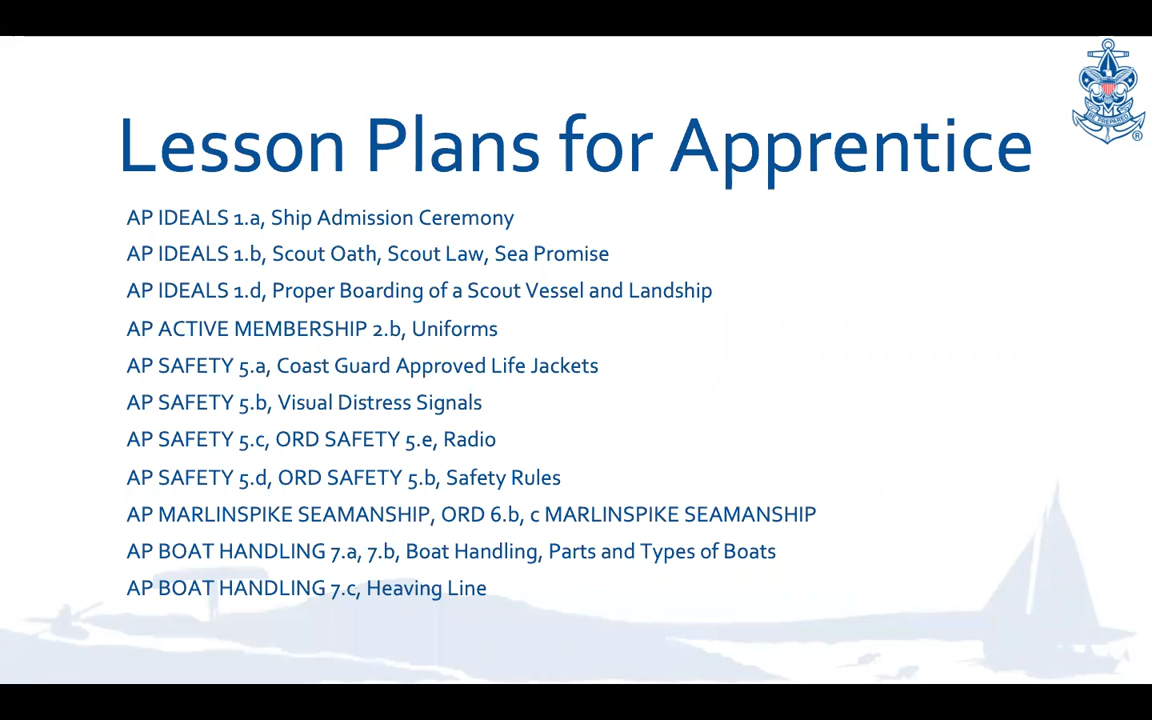 Lesson Plans for Apprentice
AP IDEALS 1.a, Ship Admission Ceremony
AP IDEALS 1.b, Scout Oath, Scout Law, Sea Promise
AP IDEALS 1.d, Proper Boarding of a Scout Vessel and Landship
AP ACTIVE MEMBERSHIP 2.b, Uniforms
AP SAFETY 5.a, Coast Guard Approved Life Jackets
AP SAFETY 5.b, Visual Distress Signals
AP SAFETY 5.c, ORD SAFETY 5.e, Radio
AP SAFETY 5.d, ORD SAFETY 5.b, Safety Rules
AP MARLINSPIKE SEAMANSHIP, ORD 6.b, c MARLINSPIKE SEAMANSHIP
AP BOAT HANDLING 7.a, 7.b, Boat Handling, Parts and Types of Boats
AP BOAT HANDLING 7.c, Heaving Line
BE PREPARED
®